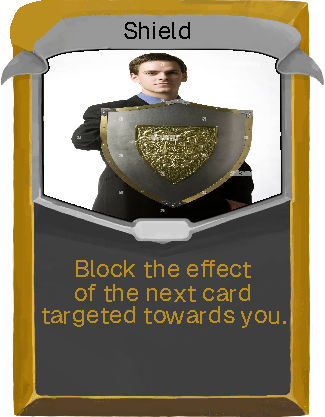 Shield
Block the effect
of the next card
targeted towards you.